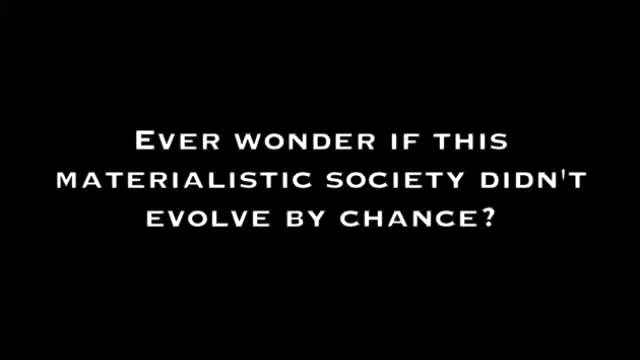 Ever wonder if this
materialistic society didn't
evolve by chance?